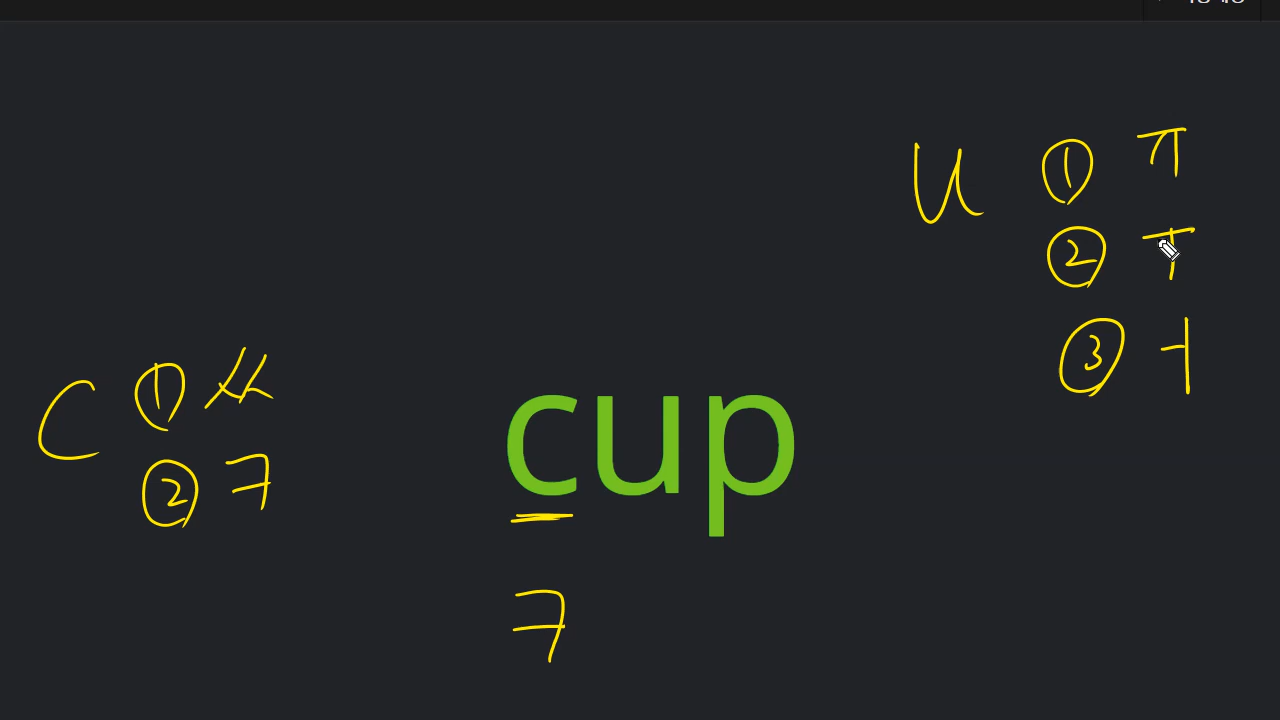 U ① ㅠ
② ㅜ
③ ㅓ
C ① ㅆ
② ㅋ
cup
ㅋ